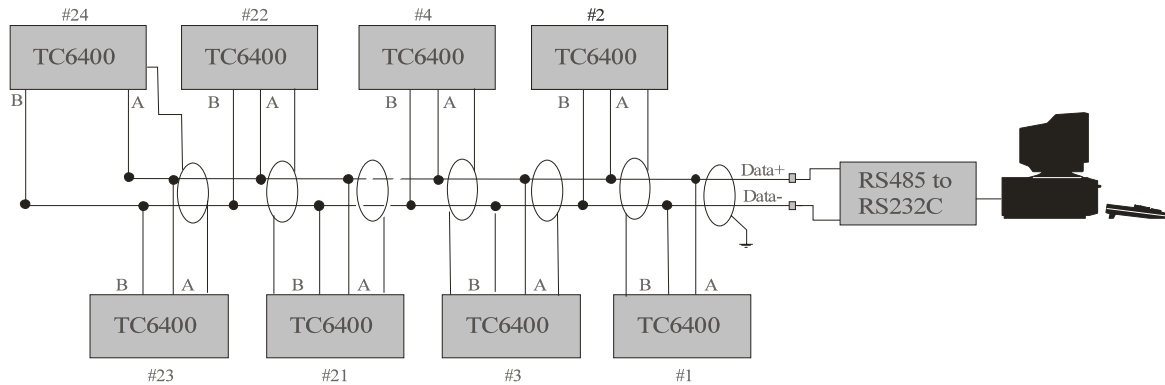 #24 #22 #4 #2
TC6400 TC6400 TC6400 TC6400
B A B A B A B A
Data+
Data-
RS485 to
RS232C
B A B A B A B A
TC6400 TC6400 TC6400 TC6400
#23 #21 #3 #1